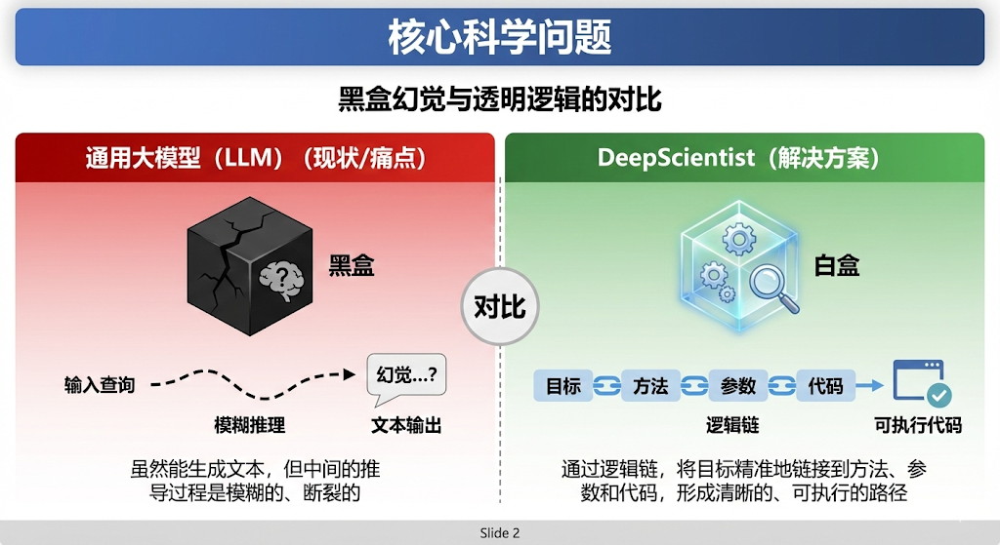 核心科学问题
黑盒幻觉与透明逻辑的对比
通用大模型（LLM）（现状/痛点）
黑盒
?
输入查询
幻觉...?
模糊推理
文本输出
虽然能生成文本，但中间的推
导过程是模糊的、断裂的
对比
DeepScientist（解决方案）
白盒
目标
方法
参数
代码
逻辑链
可执行代码
通过逻辑链，将目标精准地链接到方法、参
数和代码，形成清晰的、可执行的路径
Slide 2